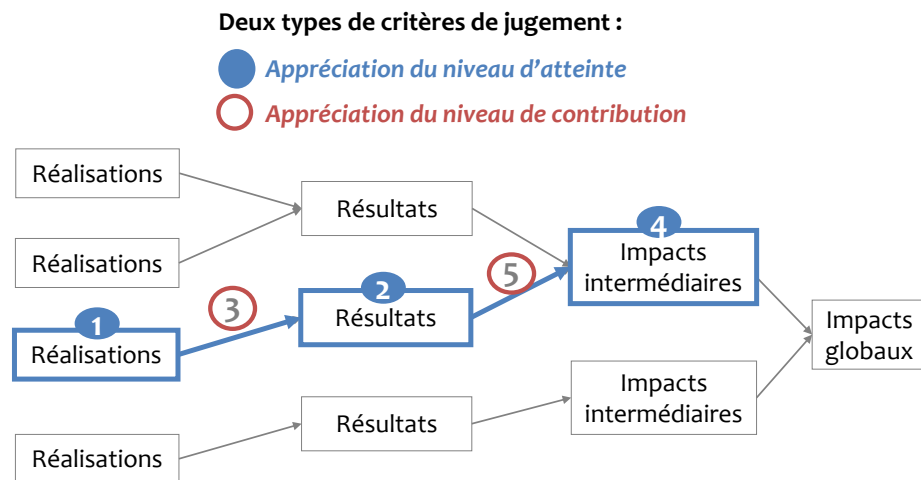 Deux types de critères de jugement :
Appréciation du niveau d'atteinte
Appréciation du niveau de contribution
Réalisations
Réalisations
Résultats
4
Impacts
intermédiaires
5
2
Résultats
3
1
Réalisations
Impacts
globaux
Impacts
intermédiaires
Résultats
Réalisations